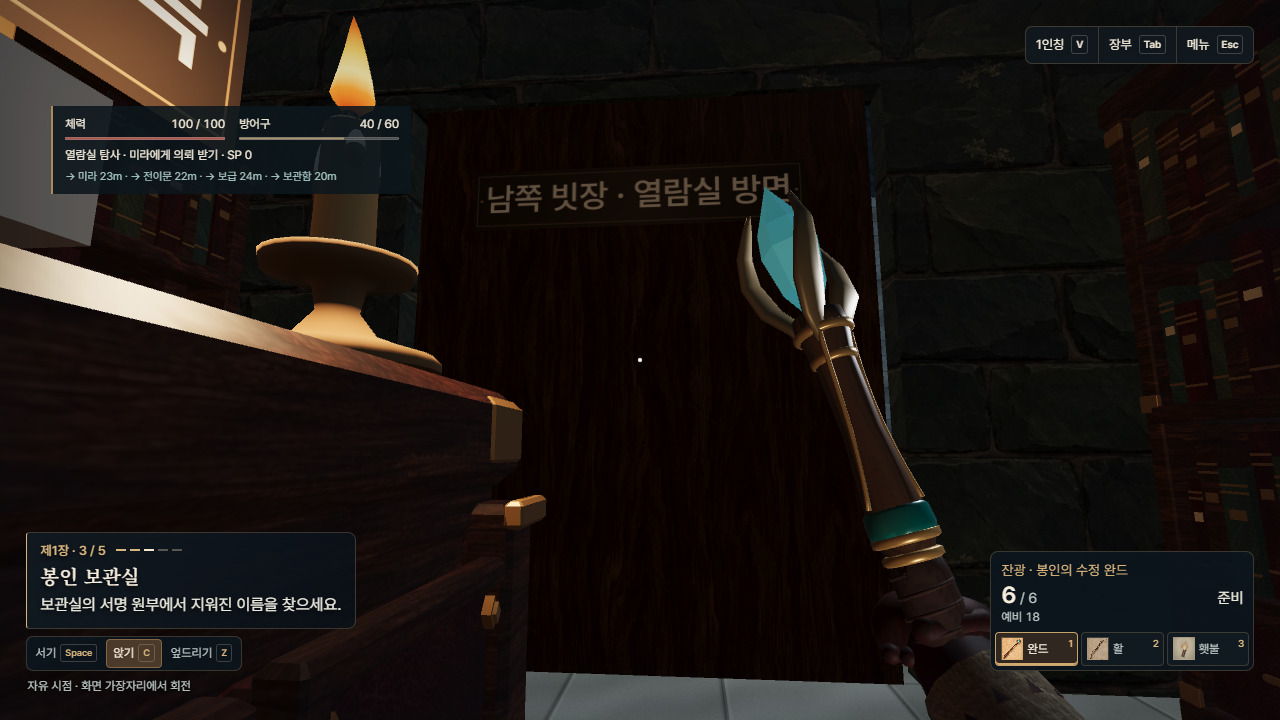 1인칭 V 장부 Tab 메뉴 Esc
체력 100 / 100 방어구 40 / 60
열람실 탐사 · 미라에게 의뢰 받기 · SP 0
→ 미라 23m · → 전이문 22m · → 보급 24m · → 보관함 20m
남쪽 빗장 · 열람실 방면
제1장 · 3 / 5
봉인 보관실
보관실의 서명 원부에서 지워진 이름을 찾으세요.
서기 Space 앉기 C 엎드리기 Z
자유 시점 · 화면 가장자리에서 회전
잔광 · 봉인의 수정 완드
6 / 6 준비
예비 18
완드 1 활 2 횃불 3